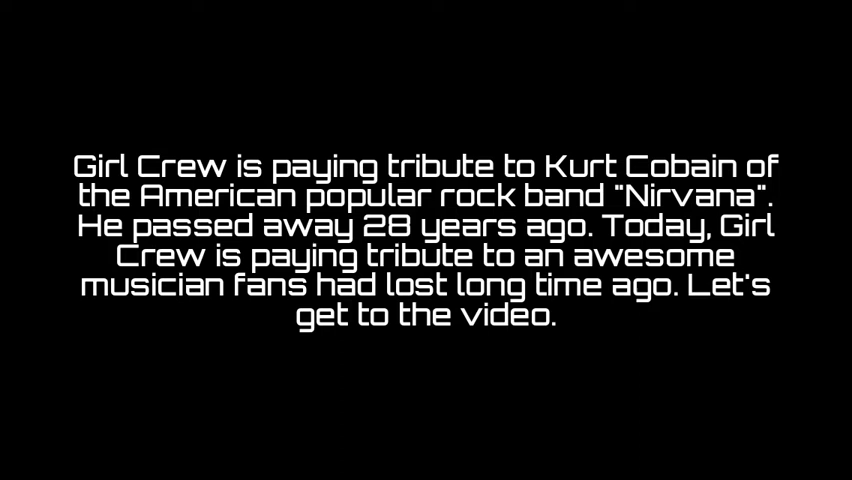 Girl Crew is paying tribute to Kurt Cobain of
the American popular rock band "Nirvana".
He passed away 28 years ago. Today, Girl
Crew is paying tribute to an awesome
musician fans had lost long time ago. Let's
get to the video.